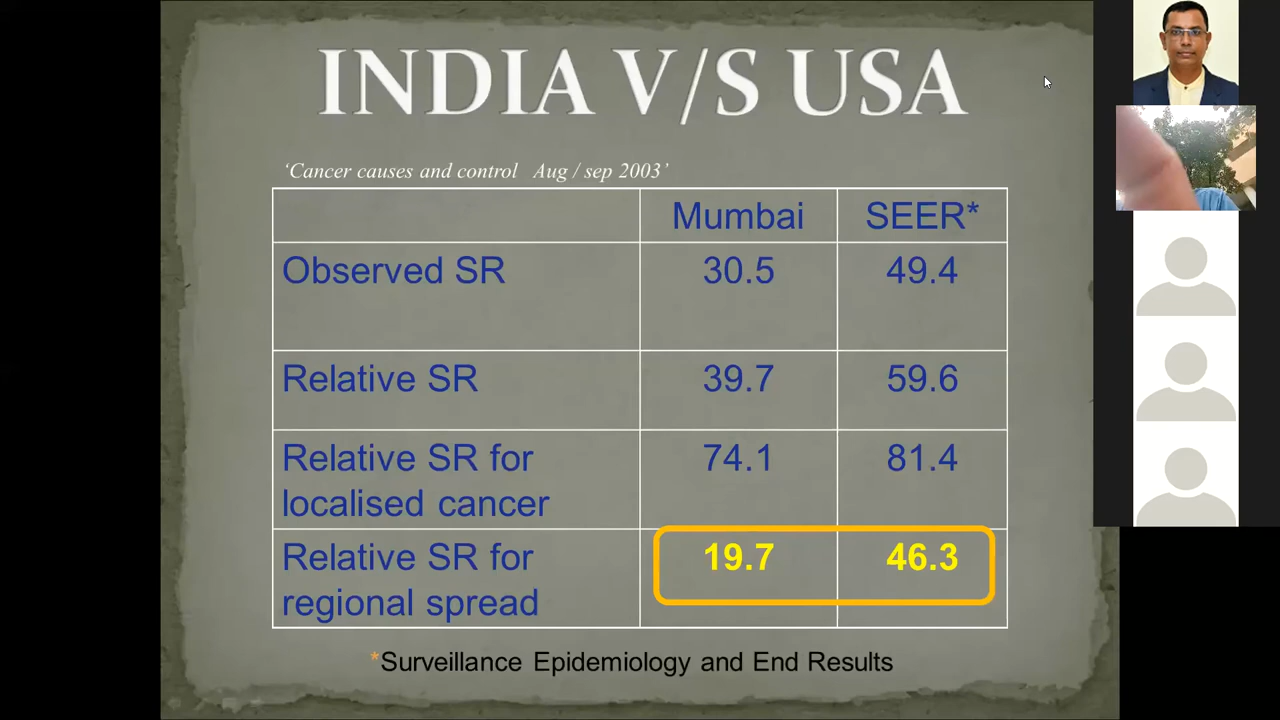 INDIA V/S USA
‘Cancer causes and control Aug / sep 2003’
Mumbai SEER*
Observed SR 30.5 49.4
Relative SR 39.7 59.6
Relative SR for 74.1 81.4
localised cancer
Relative SR for 19.7 46.3
regional spread
*Surveillance Epidemiology and End Results